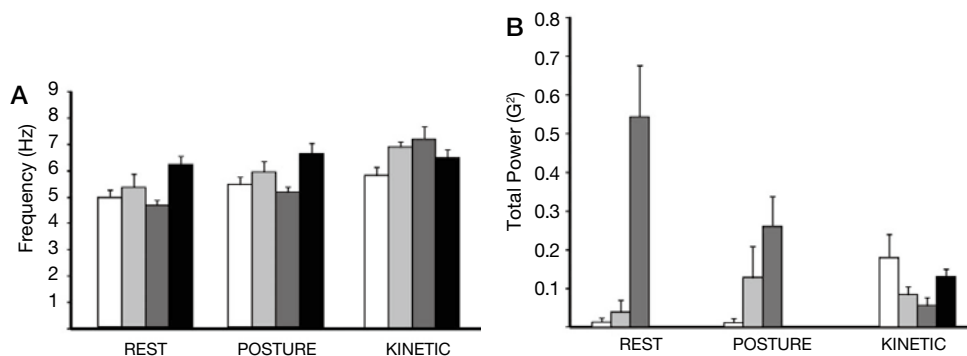 A
Frequency (Hz)
9
8
7
6
5
4
3
2
1
REST POSTURE KINETIC
B
Total Power (G²)
0.8
0.7
0.6
0.5
0.4
0.3
0.2
0.1
REST POSTURE KINETIC